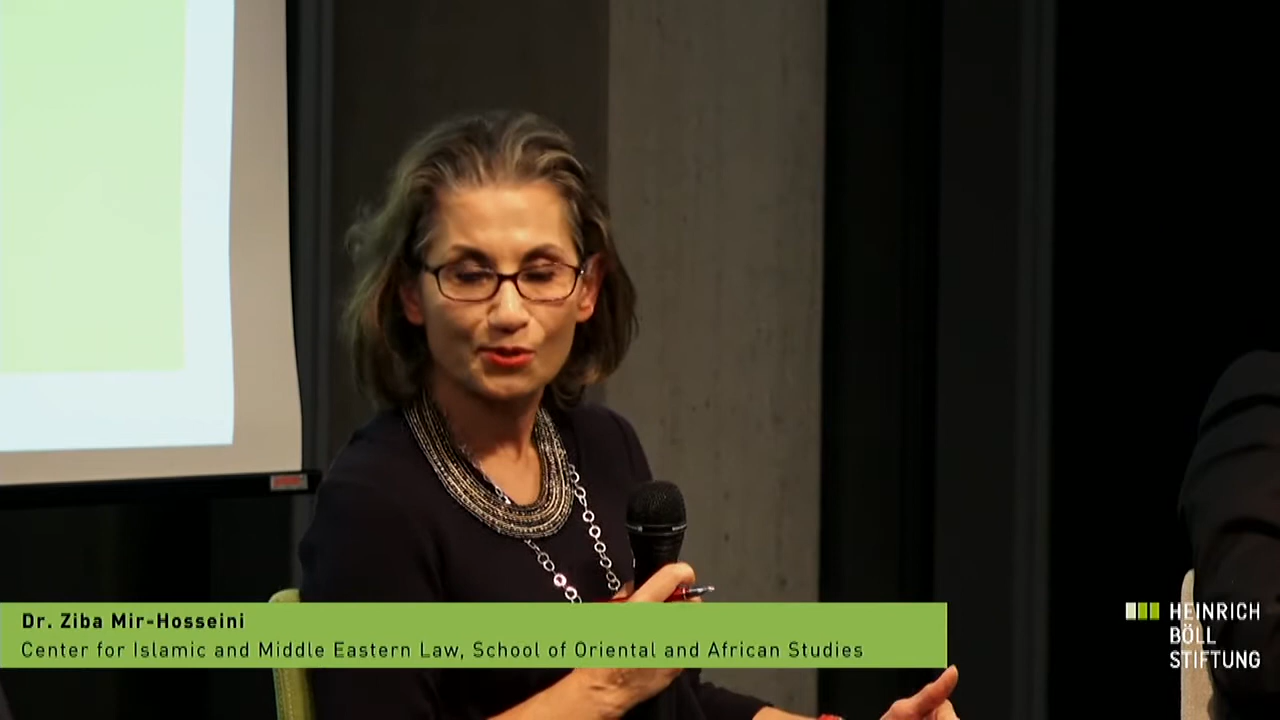 Dr. Ziba Mir-Hosseini
Center for Islamic and Middle Eastern Law, School of Oriental and African Studies
HEINRICH
BÖLL
STIFTUNG